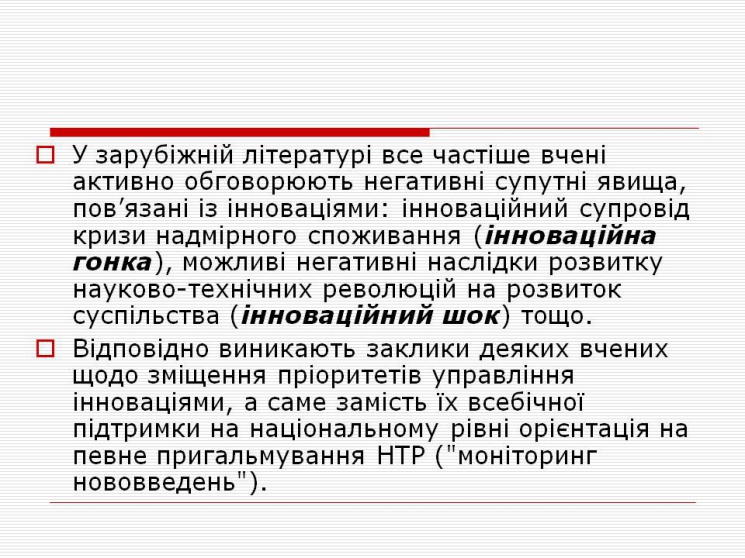 У зарубіжній літературі все частіше вчені
активно обговорюють негативні супутні явища,
пов’язані із інноваціями: інноваційний супровід
кризи надмірного споживання (інноваційна
гонка), можливі негативні наслідки розвитку
науково-технічних революцій на розвиток
суспільства (інноваційний шок) тощо.
Відповідно виникають заклики деяких вчених
щодо зміщення пріоритетів управління
інноваціями, а саме замість їх всебічної
підтримки на національному рівні орієнтація на
певне пригальмування НТР ("моніторинг
нововведень").